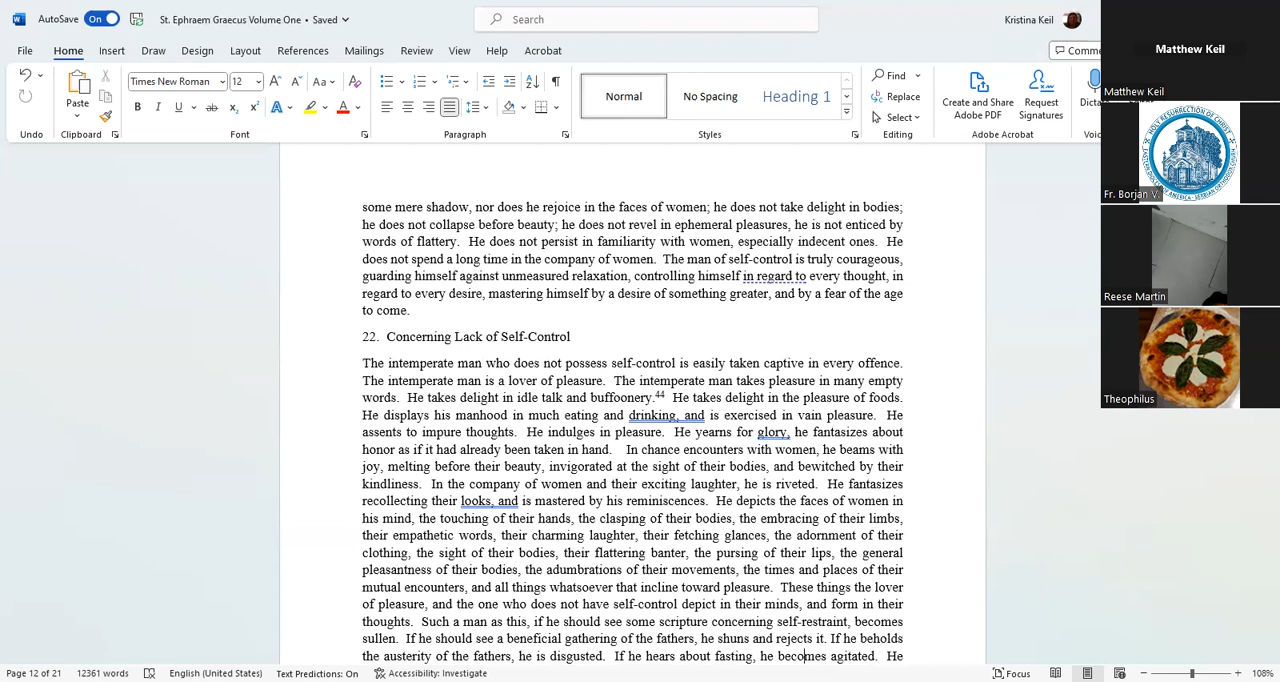 AutoSave On St. Ephraem Graecus Volume One • Saved Search Kristina Keil
File Home Insert Draw Design Layout References Mailings Review View Help Acrobat Comme
Times New Roman 12 Aa
Paste
Normal
No Spacing
Heading 1
Find
Replace
Select
Create and Share Adobe PDF
Request Signatures
Dicta
Undo Clipboard Font Paragraph Styles Editing Adobe Acrobat Voic
some mere shallow, much less he rejoice in the faces of women; he does not take delight in bodies;
he does not collapse before beauty; he does not revel in ephemeral pleasures, he is not enticed by
words of flattery. He does not persist in familiarity with women, especially indecent ones. He
does not spend a long time in the company of women. The man of self-control is truly courageous,
guarding himself against unmeasured relaxation, controlling himself in regard to every thought, in
regard to every desire, mastering himself by a desire of something greater, and by a fear of the age
to come.
22. Concerning Lack of Self-Control
The intemperate man who does not possess self-control is easily taken captive in every offence.
The intemperate man is a lover of pleasure. The intemperate man takes pleasure in many empty
words. He takes delight in idle talk and buffoonery.44 He takes delight in the pleasure of foods.
He displays his manhood in much eating and drinking, and is exercised in vain pleasure. He
assents to impure thoughts. He indulges in pleasure. He yearns for glory, he fantasizes about
honor as if it had already been taken in hand. In chance encounters with women, he beams with
joy, melting before their beauty, invigorated at the sight of their bodies, and bewitched by their
kindliness. In the company of women and their exciting laughter, he is riveted. He fantasizes
recollecting their looks, and is mastered by his reminiscences. He depicts the faces of women in
his mind, the touching of their hands, the clasping of their bodies, the embracing of their limbs,
their empathetic words, their charming laughter, their fetching glances, the adornment of their
clothing, the sight of their bodies, their flattering banter, the pursing of their lips, the general
pleasantness of their bodies, the adumbrations of their movements, the times and places of their
mutual encounters, and all things whatsoever that incline toward pleasure. These things the lover
of pleasure, and the one who does not have self-control depict in their minds, and form in their
thoughts. Such a man as this, if he should see some scripture concerning self-restraint, becomes
sullen. If he should see a beneficial gathering of the fathers, he shuns and rejects it. If he beholds
the austerity of the fathers, he is disgusted. If he hears about fasting, he becomes agitated. He
Page 12 of 21 12361 words English (United States) Text Predictions: On Accessibility: Investigate Focus 108%
Matthew Keil
Matthew Keil
HOLY RESURRECTION OF CHRIST
Fr. Borjan V.
Reese Martin
Theophilus